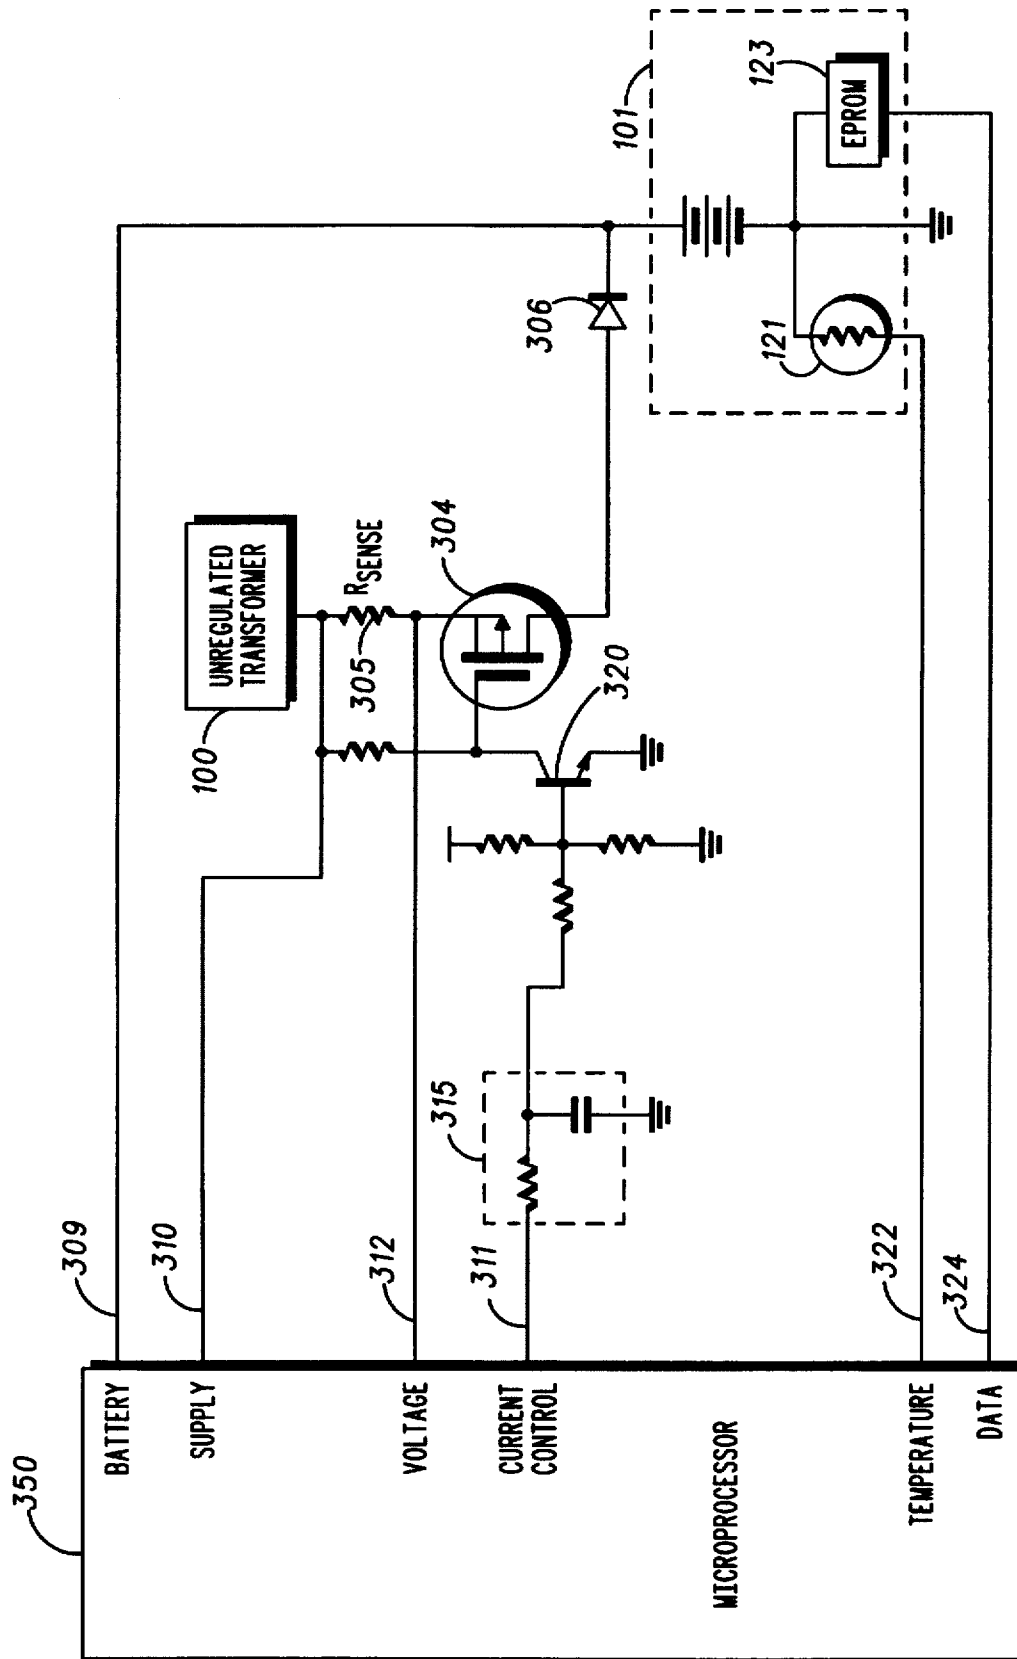 350
BATTERY
SUPPLY
VOLTAGE
CURRENT
CONTROL
MICROPROCESSOR
TEMPERATURE
DATA
309
310
312
311
322
324
315
100
UNREGULATED
TRANSFORMER
305
RSENSE
304
320
306
101
121
123
EPROM